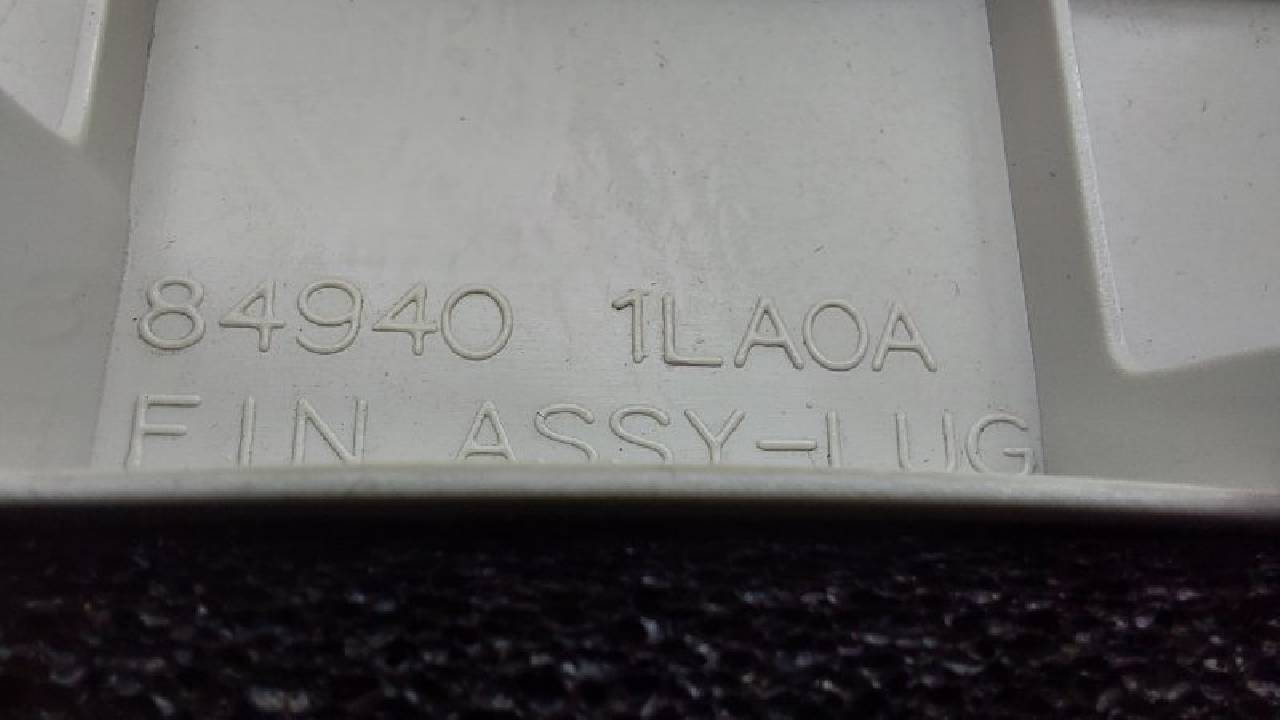 84940 1LA0A
FIN ASSY-LUG